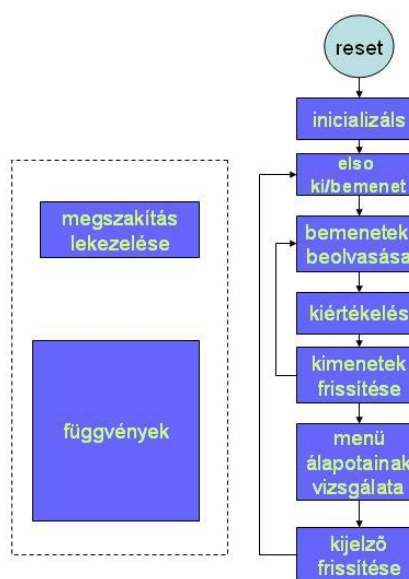 reset
inicializáls
elso
ki/bemenet
megszakítás
lekezelése
bemenetek
beolvasása
kiértékelés
kimenetek
frissítése
függvények
menü
álapotainak
vizsgálata
kijelző
frissítése